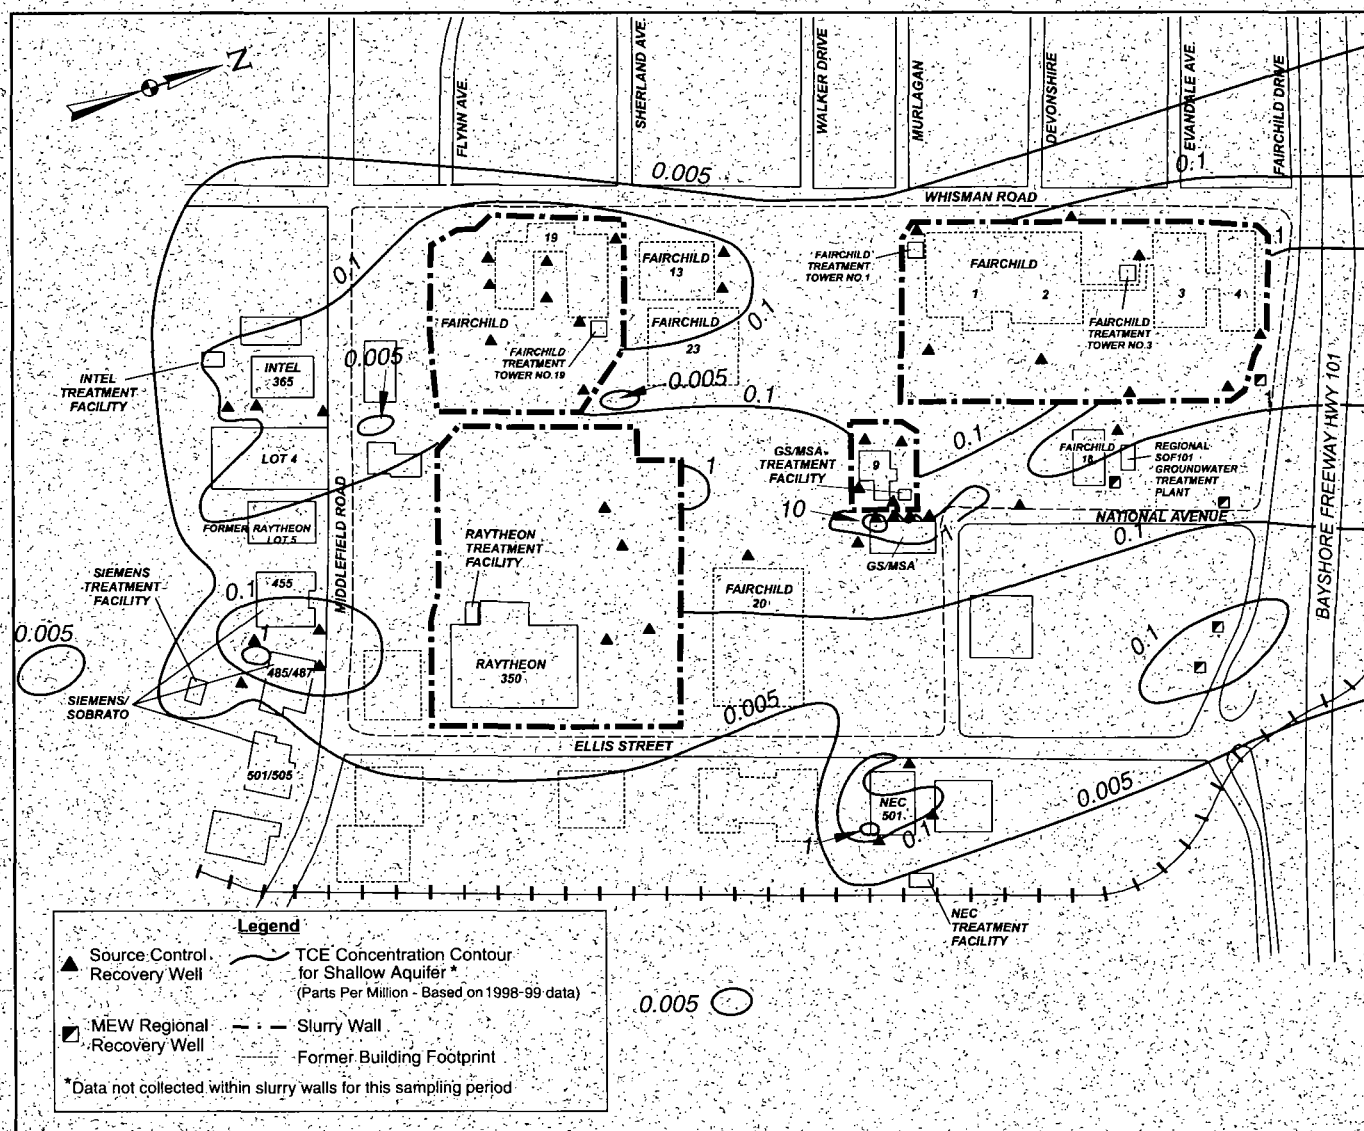 N
FLYNN AVE.
SHERLAND AVE.
WALKER DRIVE
MURLAGAN
DEVONSHIRE
EVANDALE AVE.
FAIRCHILD DRIVE
0.005
0.1
WHISMAN ROAD
19
FAIRCHILD
13
FAIRCHILD
TREATMENT
TOWER NO.1
FAIRCHILD
1
2
3
4
1
0.1
FAIRCHILD
FAIRCHILD
23
0.1
FAIRCHILD
TREATMENT
TOWER NO.3
FAIRCHILD
TREATMENT
TOWER NO.19
0.005
INTEL
365
INTEL
TREATMENT
FACILITY
0.005
0.1
1
BAYSHORE FREEWAY HWY 101
0.1
FAIRCHILD
18
REGIONAL
SOF101
GROUNDWATER
TREATMENT
PLANT
LOT 4
GS/MSA
TREATMENT
FACILITY
9
1
10
NATIONAL AVENUE
0.1
MIDDLEFIELD ROAD
FORMER RAYTHEON
LOT 5
RAYTHEON
TREATMENT
FACILITY
1
GS/MSA
SIEMENS
TREATMENT
FACILITY
0.1
455
FAIRCHILD
20
0.005
1
0.1
485/487
RAYTHEON
350
SIEMENS/
SOBRATO
0.005
ELLIS STREET
501/505
NEC
501
0.005
1
0.1
NEC
TREATMENT
FACILITY
Legend
Source Control
Recovery Well
TCE Concentration Contour
for Shallow Aquifer *
(Parts Per Million - Based on 1998-99 data)
MEW Regional
Recovery Well
Slurry Wall
Former Building Footprint
*Data not collected within slurry walls for this sampling period
0.005